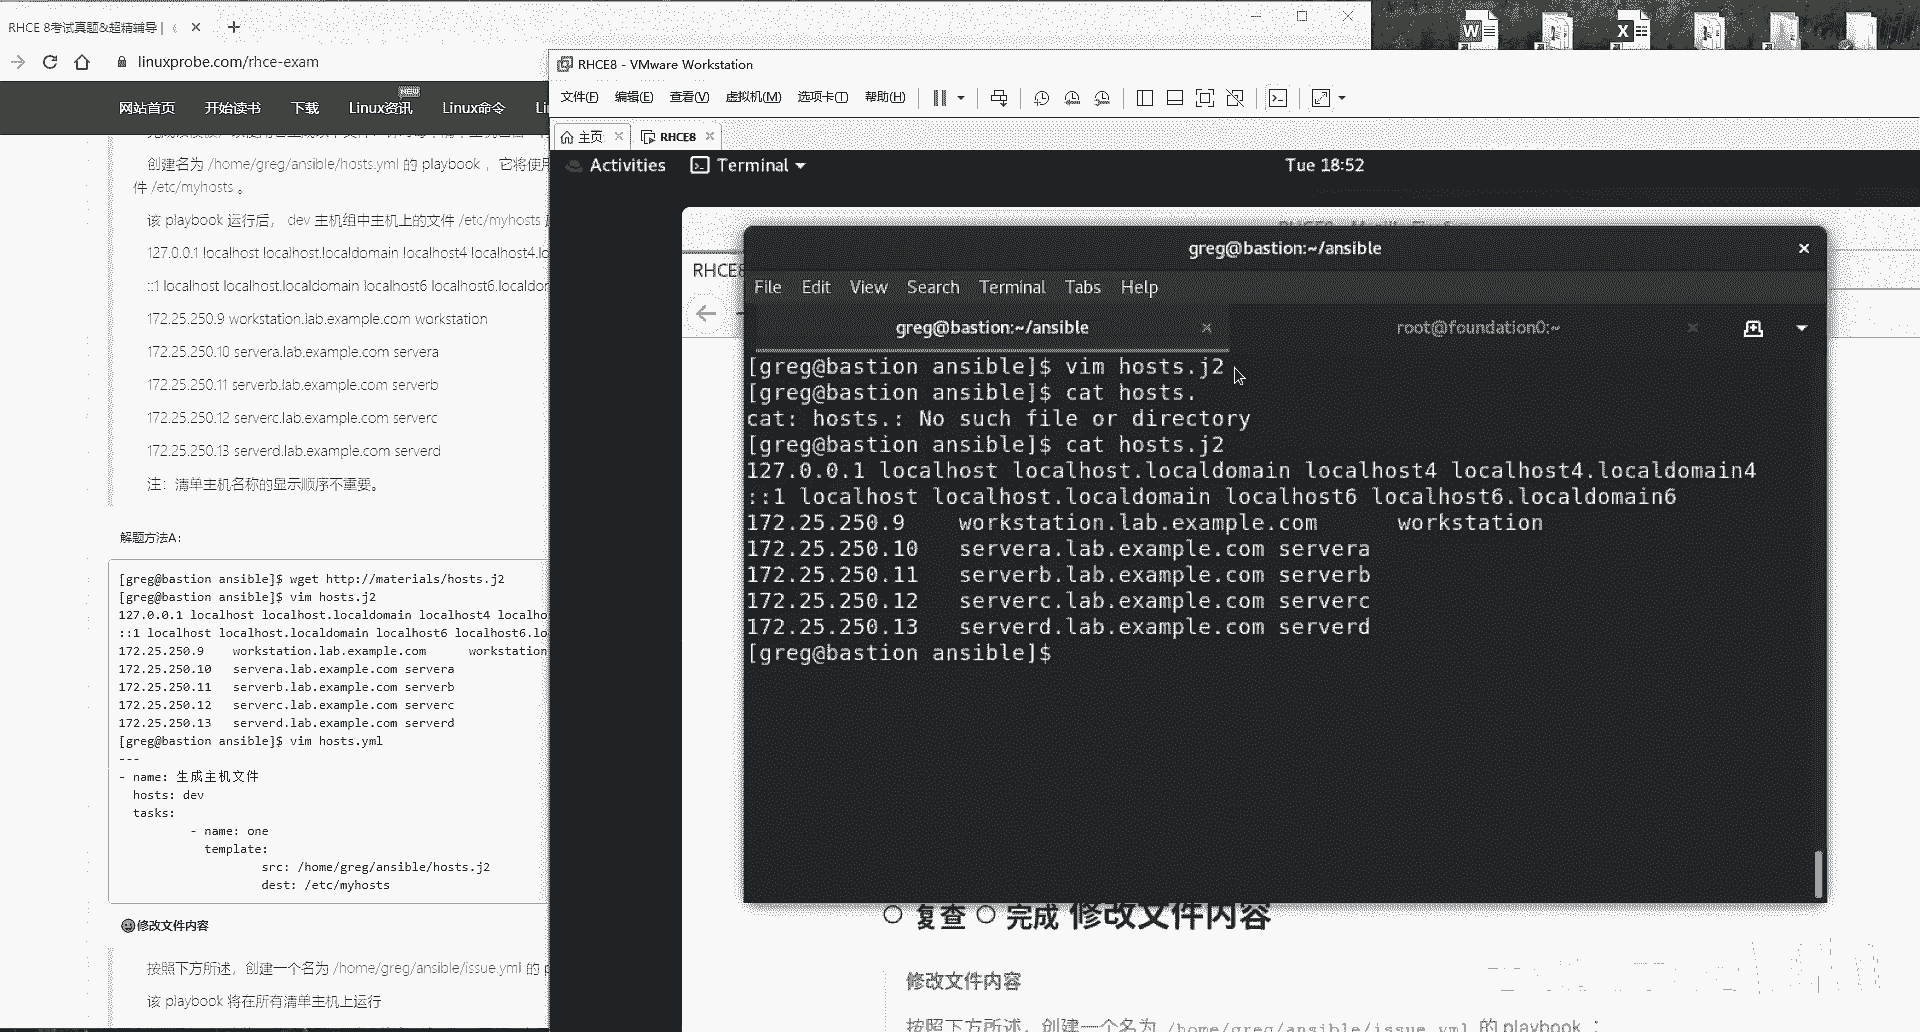 RHCE 8考试真题&超精辅导 |
linuxprobe.com/rhce-exam
网站首页 开始读书 下载 Linux资讯 NEW Linux命令
创建名为 /home/greg/ansible/hosts.yml 的 playbook ，它将使用
件 /etc/myhosts 。
该 playbook 运行后， dev 主机组中主机上的文件 /etc/myhosts
127.0.0.1 localhost localhost.localdomain localhost4 localhost4.lo
::1 localhost localhost.localdomain localhost6 localhost6.localdor
172.25.250.9 workstation.lab.example.com workstation
172.25.250.10 servera.lab.example.com servera
172.25.250.11 serverb.lab.example.com serverb
172.25.250.12 serverc.lab.example.com serverc
172.25.250.13 serverd.lab.example.com serverd
注：清单主机名称的显示顺序不重要。
解题方法A：
[greg@bastion ansible]$ wget http://materials/hosts.j2
[greg@bastion ansible]$ vim hosts.j2
127.0.0.1 localhost localhost.localdomain localhost4 localho
::1 localhost localhost.localdomain localhost6 localhost6.lo
172.25.250.9 workstation.lab.example.com workstation
172.25.250.10 servera.lab.example.com servera
172.25.250.11 serverb.lab.example.com serverb
172.25.250.12 serverc.lab.example.com serverc
172.25.250.13 serverd.lab.example.com serverd
[greg@bastion ansible]$ vim hosts.yml
---
- name: 生成主机文件
hosts: dev
tasks:
- name: one
template:
src: /home/greg/ansible/hosts.j2
dest: /etc/myhosts
修改文件内容
按照下方所述，创建一个名为 /home/greg/ansible/issue.yml 的
该 playbook 将在所有清单主机上运行
RHCE8 - VMware Workstation
文件(F) 编辑(E) 查看(V) 虚拟机(M) 选项卡(T) 帮助(H)
主页 RHCE8
Activities Terminal Tue 18:52
RHCE8
greg@bastion:~/ansible
File Edit View Search Terminal Tabs Help
greg@bastion:~/ansible root@foundation0:~
[greg@bastion ansible]$ vim hosts.j2
[greg@bastion ansible]$ cat hosts.
cat: hosts.: No such file or directory
[greg@bastion ansible]$ cat hosts.j2
127.0.0.1 localhost localhost.localdomain localhost4 localhost4.localdomain4
::1 localhost localhost.localdomain localhost6 localhost6.localdomain6
172.25.250.9 workstation.lab.example.com workstation
172.25.250.10 servera.lab.example.com servera
172.25.250.11 serverb.lab.example.com serverb
172.25.250.12 serverc.lab.example.com serverc
172.25.250.13 serverd.lab.example.com serverd
[greg@bastion ansible]$
复查 完成 修改文件内容
修改文件内容
按照下方所述，创建一个名为 /home/greg/ansible/issue.yml 的 playbook ：